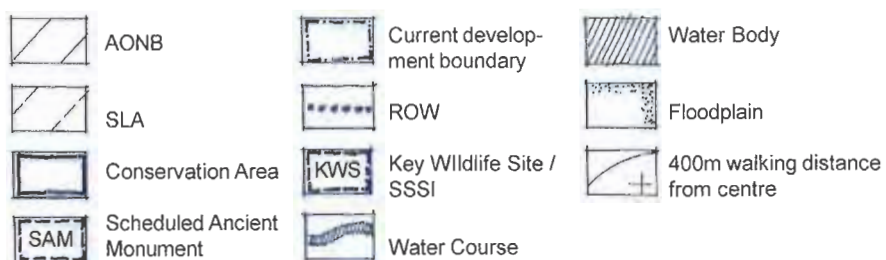 AONB
SLA
Conservation Area
SAM
Scheduled Ancient
Monument
Current develop-
ment boundary
ROW
KWS
Key WIldlife Site /
SSSI
Water Course
Water Body
Floodplain
400m walking distance
from centre